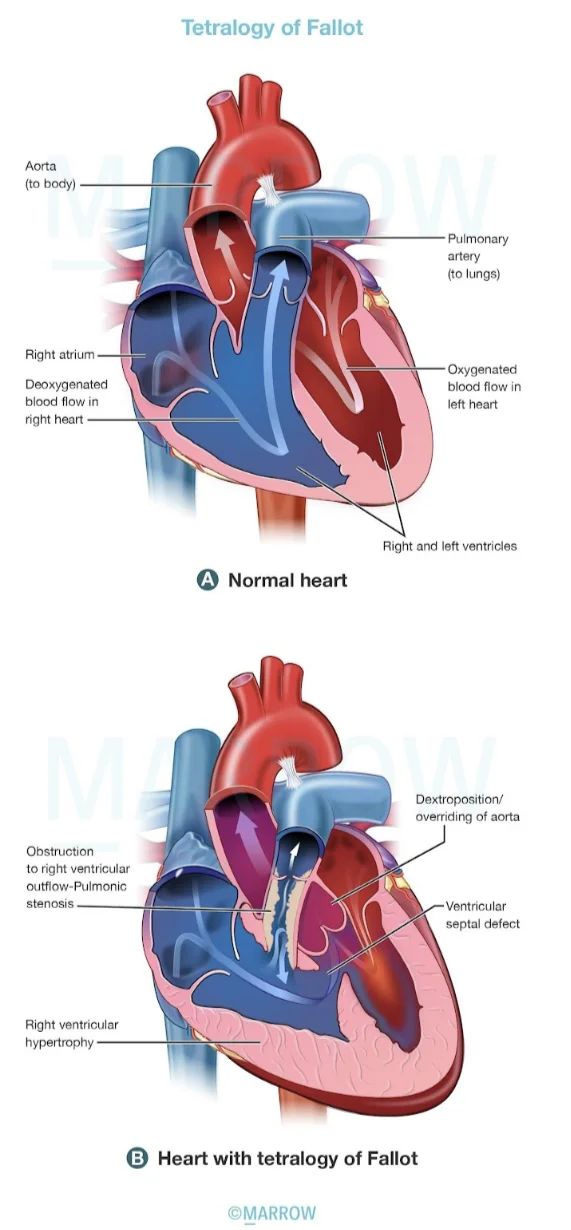 Tetralogy of Fallot
MARROW
Aorta
(to body)
Pulmonary
artery
(to lungs)
Right atrium
Deoxygenated
blood flow in
right heart
Oxygenated
blood flow in
left heart
Right and left ventricles
A Normal heart
MARROW
Dextroposition/
overriding of aorta
Obstruction
to right ventricular
outflow-Pulmonic
stenosis
Ventricular
septal defect
Right ventricular
hypertrophy
B Heart with tetralogy of Fallot
©MARROW